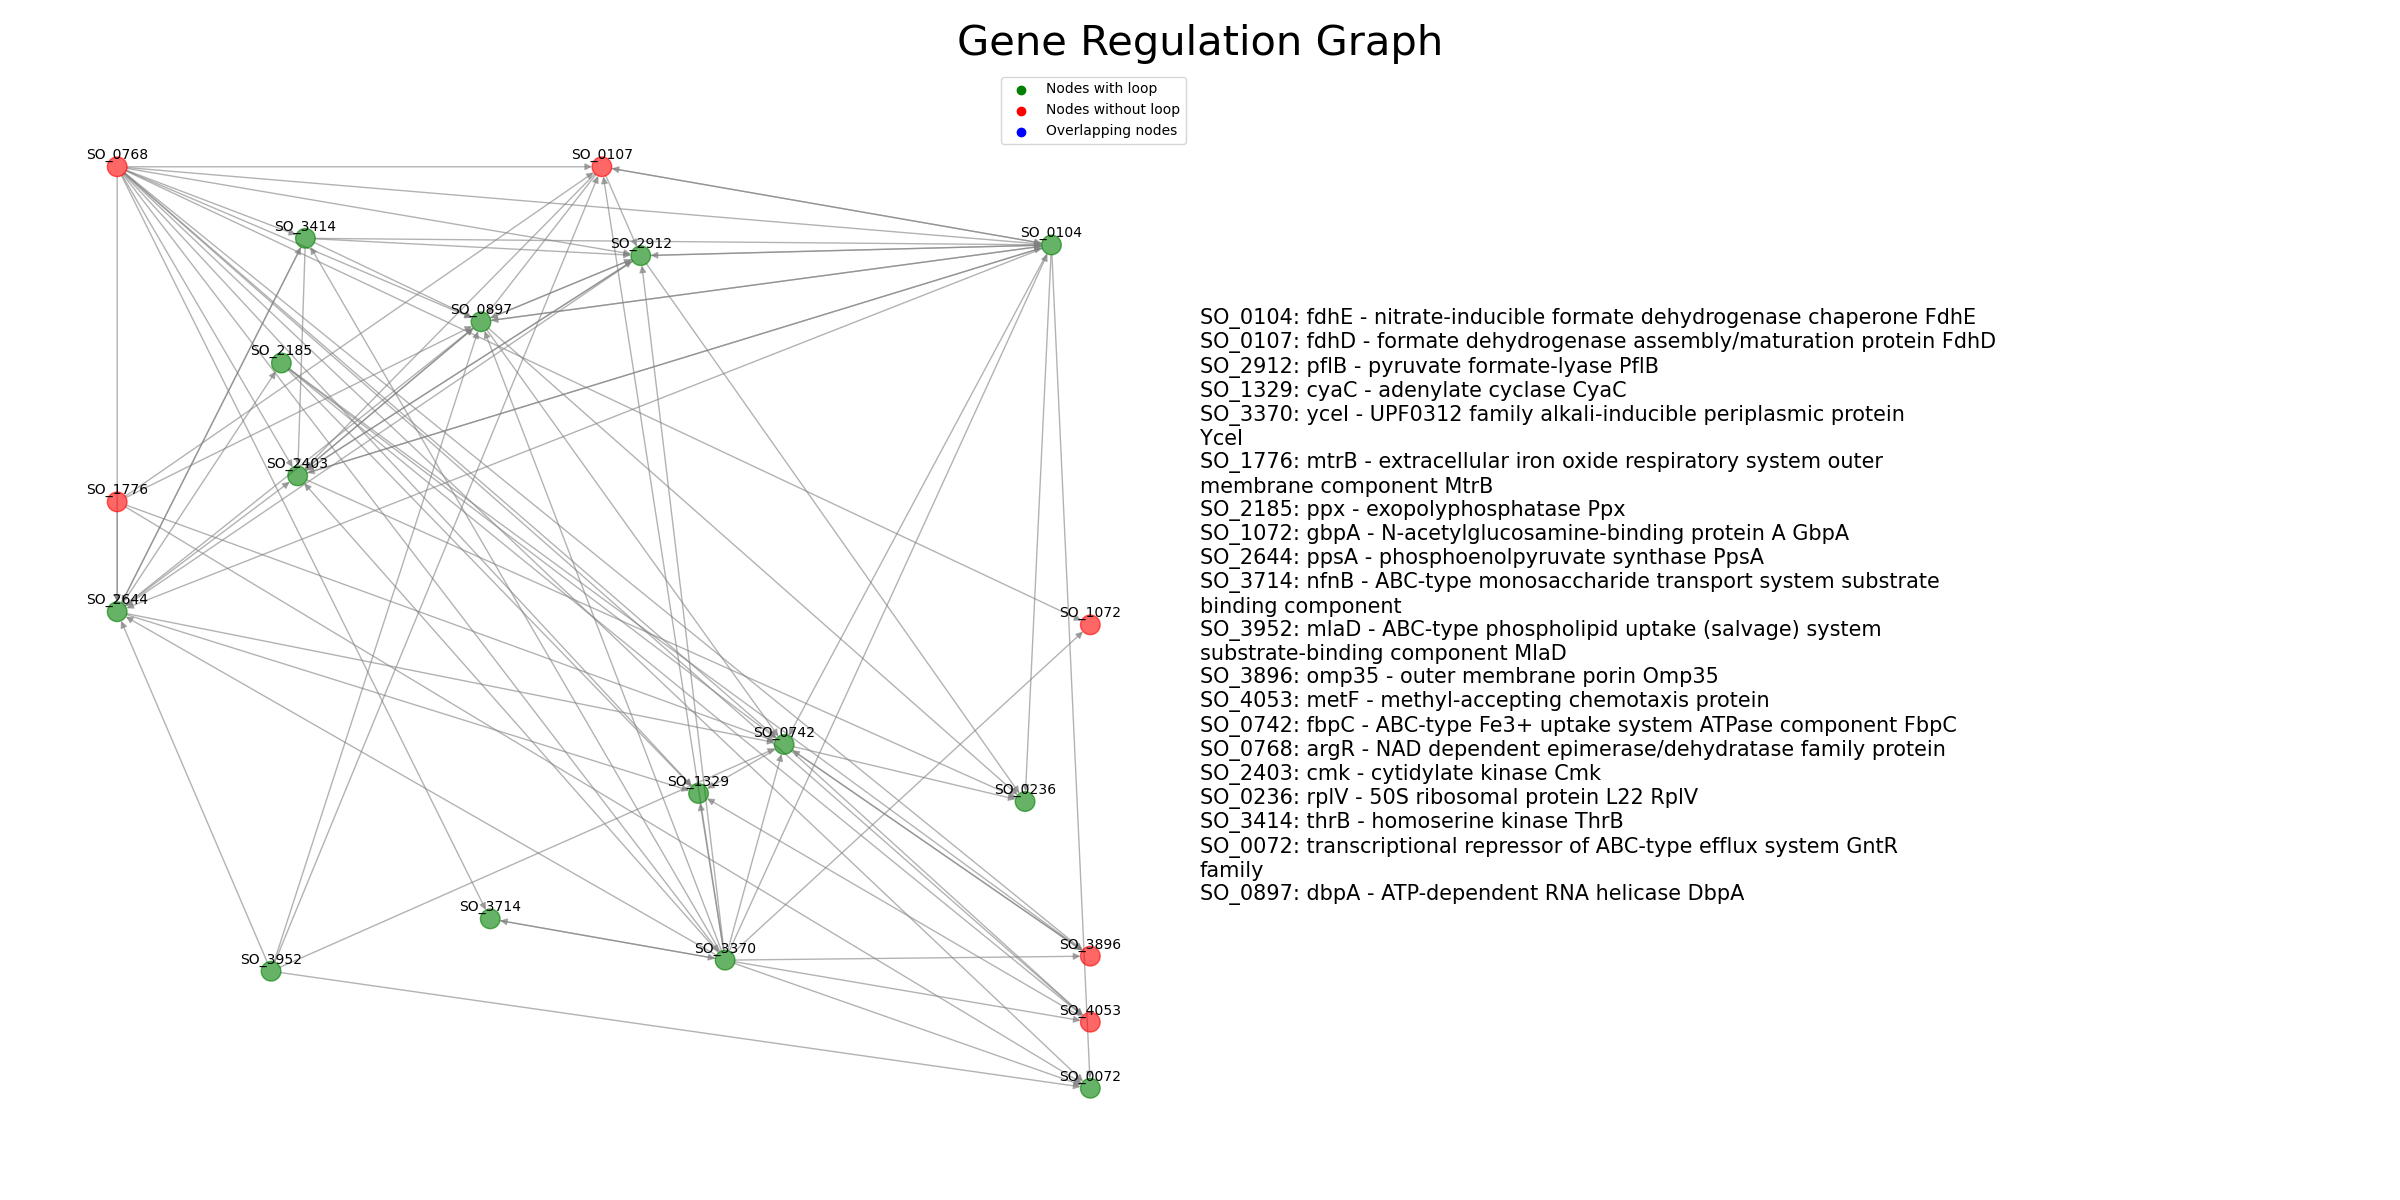 Gene Regulation Graph
Nodes with loop
Nodes without loop
Overlapping nodes
SO_0768
SO_0107
SO_3414
SO_2912
SO_0104
SO_0897
SO_2185
SO_2403
SO_1776
SO_2644
SO_1072
SO_0742
SO_1329
SO_0236
SO_3714
SO_3370
SO_3896
SO_3952
SO_4053
SO_0072
SO_0104: fdhE - nitrate-inducible formate dehydrogenase chaperone FdhE
SO_0107: fdhD - formate dehydrogenase assembly/maturation protein FdhD
SO_2912: pflB - pyruvate formate-lyase PflB
SO_1329: cyaC - adenylate cyclase CyaC
SO_3370: yceI - UPF0312 family alkali-inducible periplasmic protein
YceI
SO_1776: mtrB - extracellular iron oxide respiratory system outer
membrane component MtrB
SO_2185: ppx - exopolyphosphatase Ppx
SO_1072: gbpA - N-acetylglucosamine-binding protein A GbpA
SO_2644: ppsA - phosphoenolpyruvate synthase PpsA
SO_3714: nfnB - ABC-type monosaccharide transport system substrate
binding component
SO_3952: mlaD - ABC-type phospholipid uptake (salvage) system
substrate-binding component MlaD
SO_3896: omp35 - outer membrane porin Omp35
SO_4053: metF - methyl-accepting chemotaxis protein
SO_0742: fbpC - ABC-type Fe3+ uptake system ATPase component FbpC
SO_0768: argR - NAD dependent epimerase/dehydratase family protein
SO_2403: cmk - cytidylate kinase Cmk
SO_0236: rplV - 50S ribosomal protein L22 RplV
SO_3414: thrB - homoserine kinase ThrB
SO_0072: transcriptional repressor of ABC-type efflux system GntR
family
SO_0897: dbpA - ATP-dependent RNA helicase DbpA